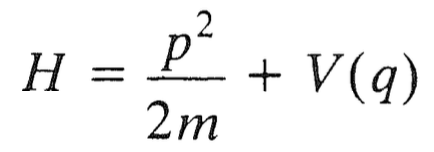 H = p²/2m + V(q)